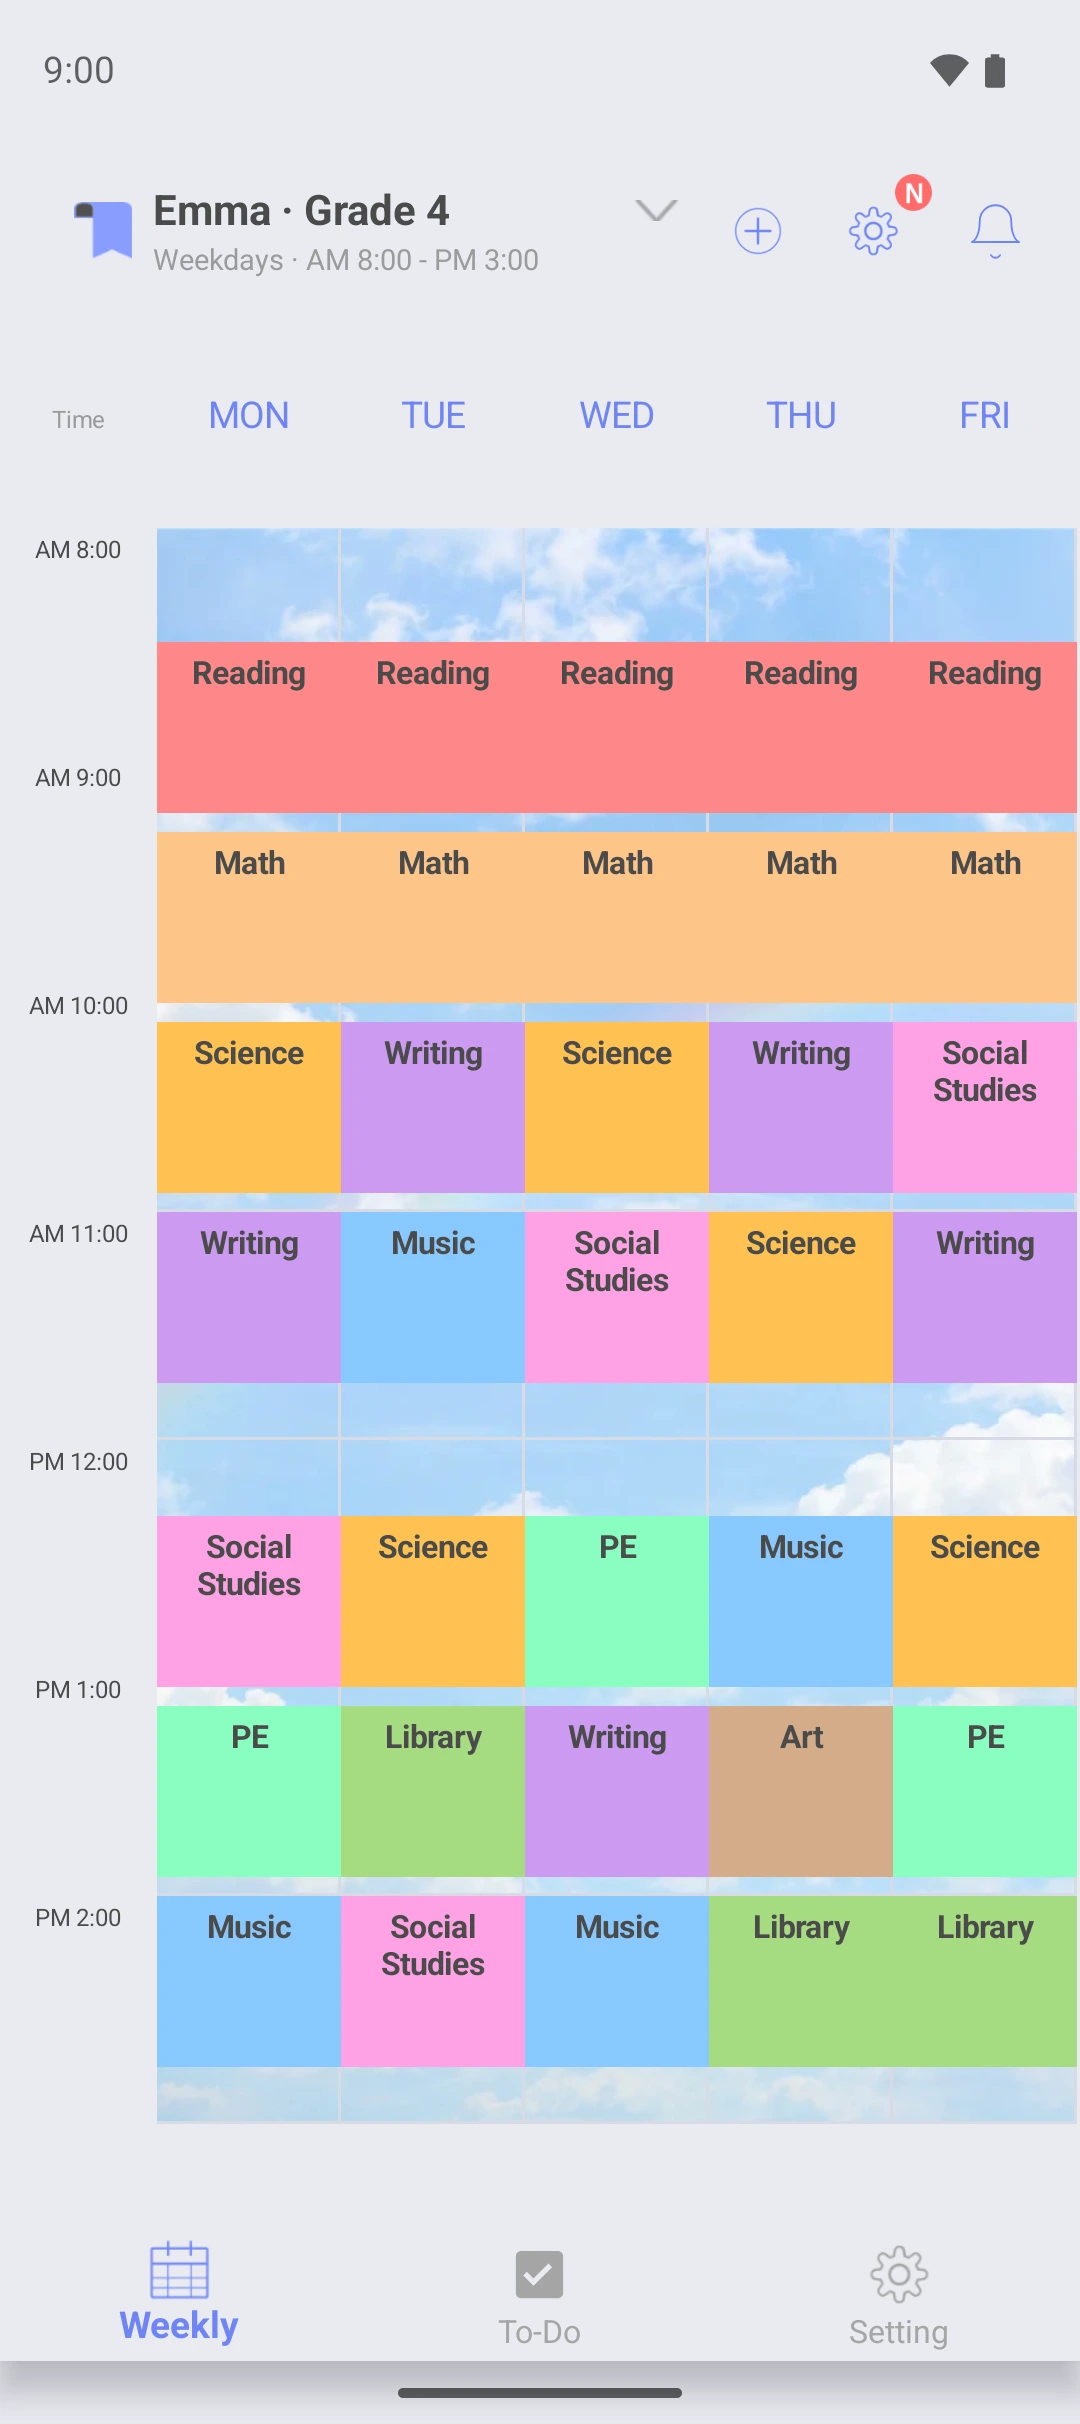 9:00
Emma · Grade 4
N
Weekdays · AM 8:00 - PM 3:00
Time MON TUE WED THU FRI
AM 8:00
Reading Reading Reading Reading Reading
AM 9:00
Math Math Math Math Math
AM 10:00
Science Writing Science Writing Social Studies
AM 11:00
Writing Music Social Studies Science Writing
PM 12:00
Social Studies Science PE Music Science
PM 1:00
PE Library Writing Art PE
PM 2:00
Music Social Studies Music Library Library
Weekly To-Do Setting